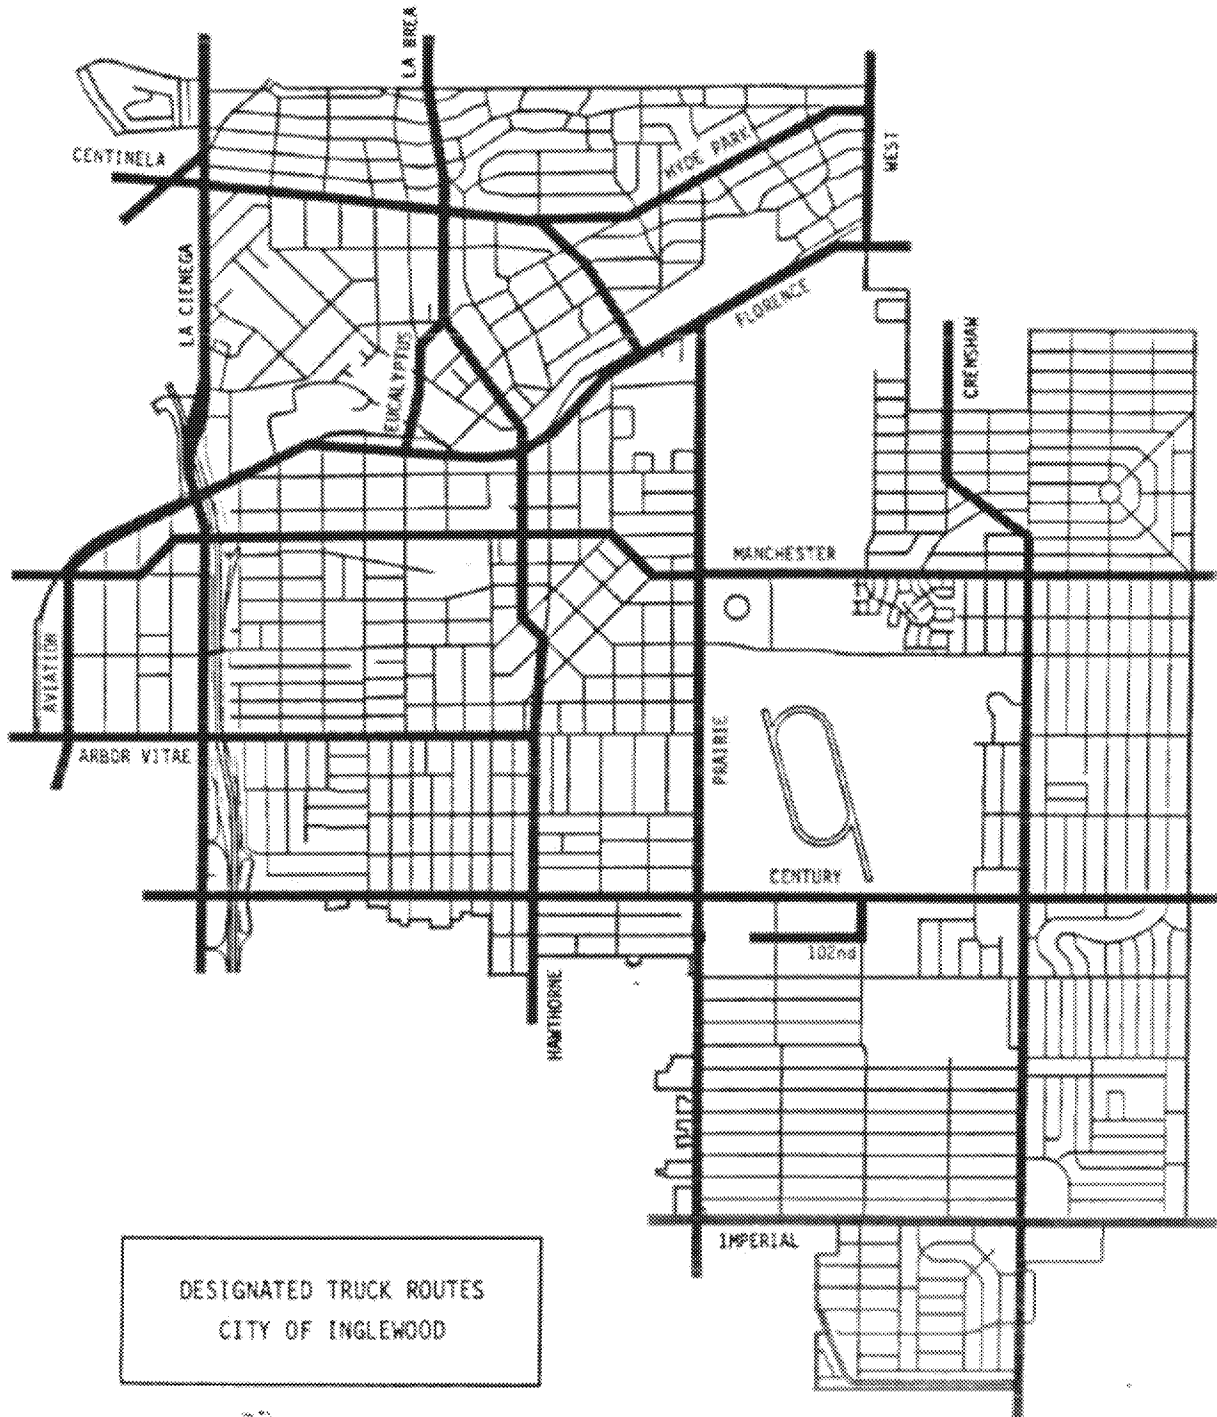 LA BREA
CENTINELA
HYDE PARK
WEST
LA CIENEGA
FLORENCE
EUCALYPTUS
CRENSHAW
MANCHESTER
AVIATION
ARBOR VITAE
PRAIRIE
CENTURY
102nd
HAWTHORNE
IMPERIAL
DESIGNATED TRUCK ROUTES
CITY OF INGLEWOOD